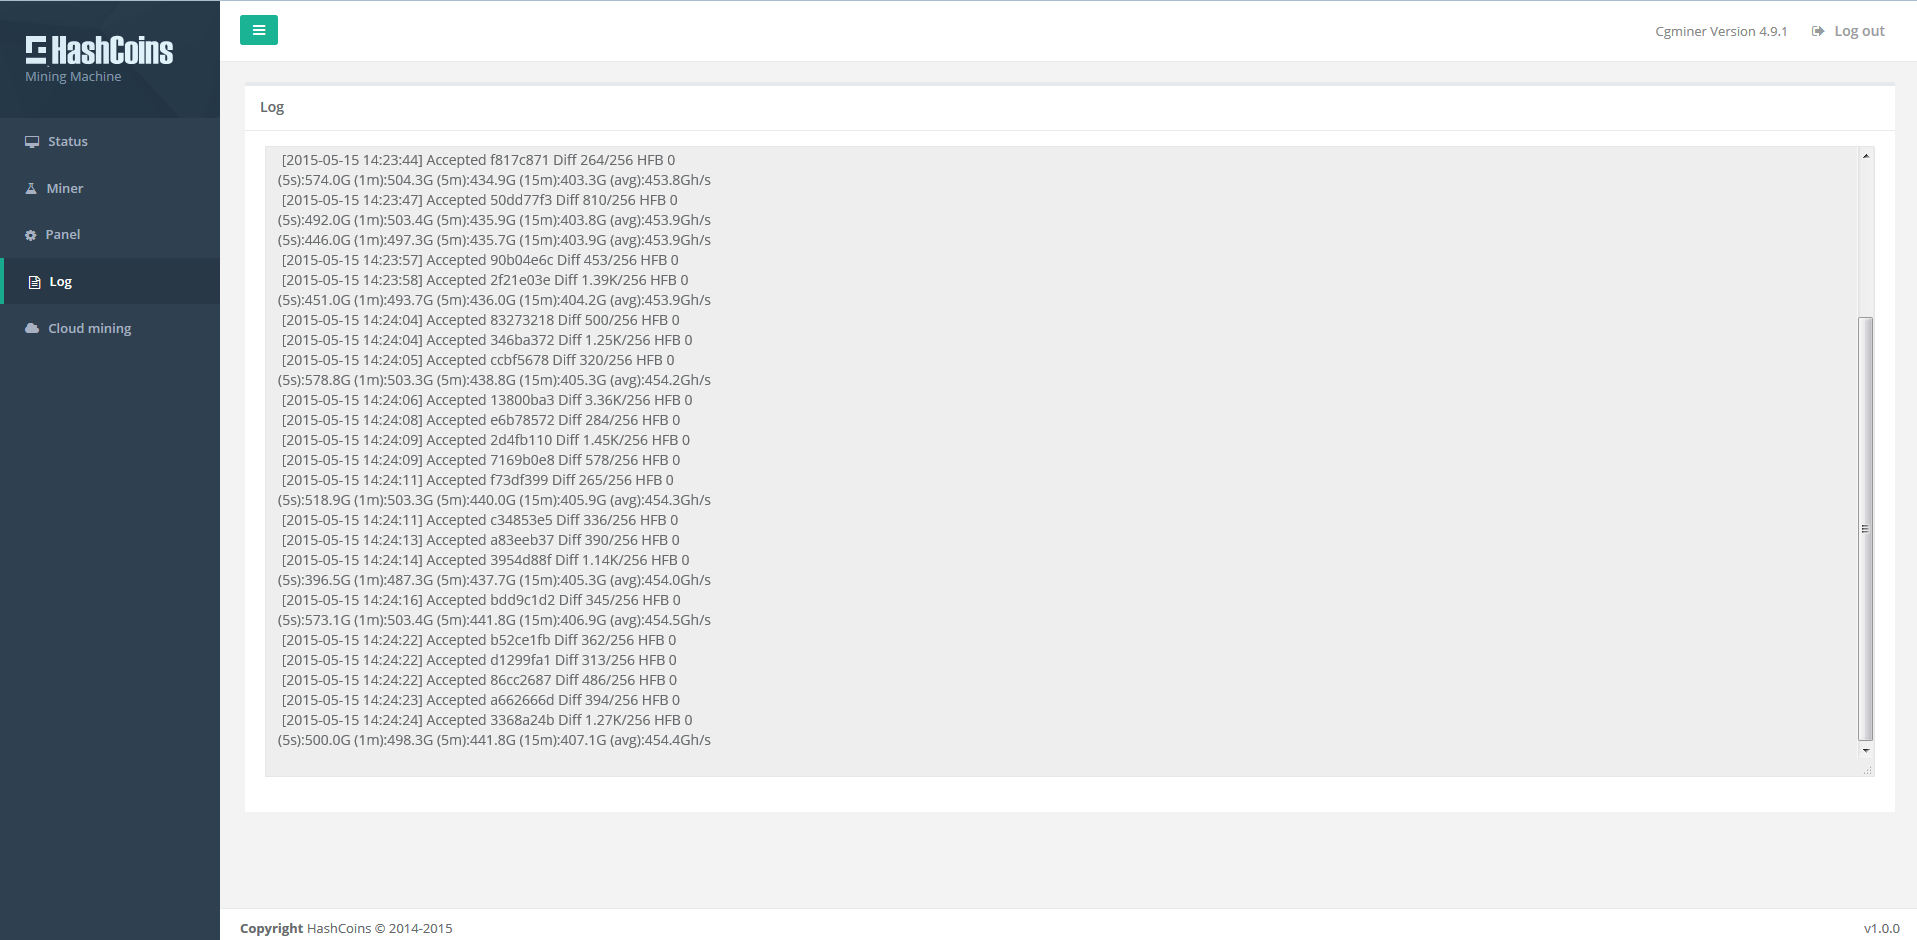 HashCoins
Mining Machine
Cgminer Version 4.9.1
Log out
Status
Miner
Panel
Log
Cloud mining
Log
[2015-05-15 14:23:44] Accepted f817c871 Diff 264/256 HFB 0
(5s):574.0G (1m):504.3G (5m):434.9G (15m):403.3G (avg):453.8Gh/s
[2015-05-15 14:23:47] Accepted 50dd77f3 Diff 810/256 HFB 0
(5s):492.0G (1m):503.4G (5m):435.9G (15m):403.8G (avg):453.9Gh/s
(5s):446.0G (1m):497.3G (5m):435.7G (15m):403.9G (avg):453.9Gh/s
[2015-05-15 14:23:57] Accepted 90b04e6c Diff 453/256 HFB 0
[2015-05-15 14:23:58] Accepted 2f21e03e Diff 1.39K/256 HFB 0
(5s):451.0G (1m):493.7G (5m):436.0G (15m):404.2G (avg):453.9Gh/s
[2015-05-15 14:24:04] Accepted 83273218 Diff 500/256 HFB 0
[2015-05-15 14:24:04] Accepted 346ba372 Diff 1.25K/256 HFB 0
[2015-05-15 14:24:05] Accepted ccbf5678 Diff 320/256 HFB 0
(5s):578.8G (1m):503.3G (5m):438.8G (15m):405.3G (avg):454.2Gh/s
[2015-05-15 14:24:06] Accepted 13800ba3 Diff 3.36K/256 HFB 0
[2015-05-15 14:24:08] Accepted e6b78572 Diff 284/256 HFB 0
[2015-05-15 14:24:09] Accepted 2d4fb110 Diff 1.45K/256 HFB 0
[2015-05-15 14:24:09] Accepted 7169b0e8 Diff 578/256 HFB 0
[2015-05-15 14:24:11] Accepted f73df399 Diff 265/256 HFB 0
(5s):518.9G (1m):503.3G (5m):440.0G (15m):405.9G (avg):454.3Gh/s
[2015-05-15 14:24:11] Accepted c34853e5 Diff 336/256 HFB 0
[2015-05-15 14:24:13] Accepted a83eeb37 Diff 390/256 HFB 0
[2015-05-15 14:24:14] Accepted 3954d88f Diff 1.14K/256 HFB 0
(5s):396.5G (1m):487.3G (5m):437.7G (15m):405.3G (avg):454.0Gh/s
[2015-05-15 14:24:16] Accepted bdd9c1d2 Diff 345/256 HFB 0
(5s):573.1G (1m):503.4G (5m):441.8G (15m):406.9G (avg):454.5Gh/s
[2015-05-15 14:24:22] Accepted b52ce1fb Diff 362/256 HFB 0
[2015-05-15 14:24:22] Accepted d1299fa1 Diff 313/256 HFB 0
[2015-05-15 14:24:22] Accepted 86cc2687 Diff 486/256 HFB 0
[2015-05-15 14:24:23] Accepted a662666d Diff 394/256 HFB 0
[2015-05-15 14:24:24] Accepted 3368a24b Diff 1.27K/256 HFB 0
(5s):500.0G (1m):498.3G (5m):441.8G (15m):407.1G (avg):454.4Gh/s
Copyright HashCoins © 2014-2015
v1.0.0